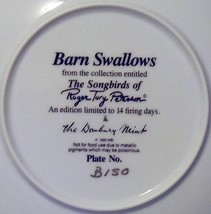 Barn Swallows
from the collection entitled
The Songbirds of
Roger Tory Peterson®
An edition limited to 14 firing days.
The Danbury Mint
Not for food use due to metallic
pigments which may be poisonous.
Plate No.
B150